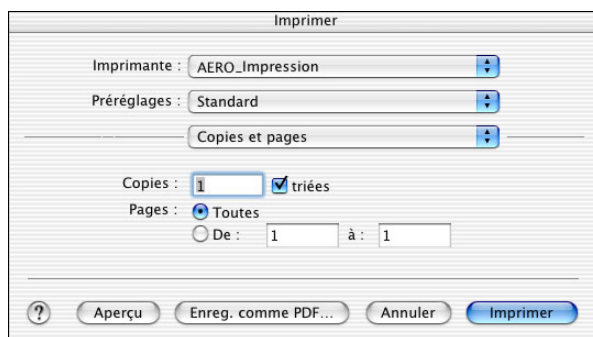 Imprimer
Imprimante : AERO_Impression
Préréglages : Standard
Copies et pages
Copies : 1 triées
Pages : Toutes
De : 1 à : 1
? Aperçu Enreg. comme PDF... Annuler Imprimer